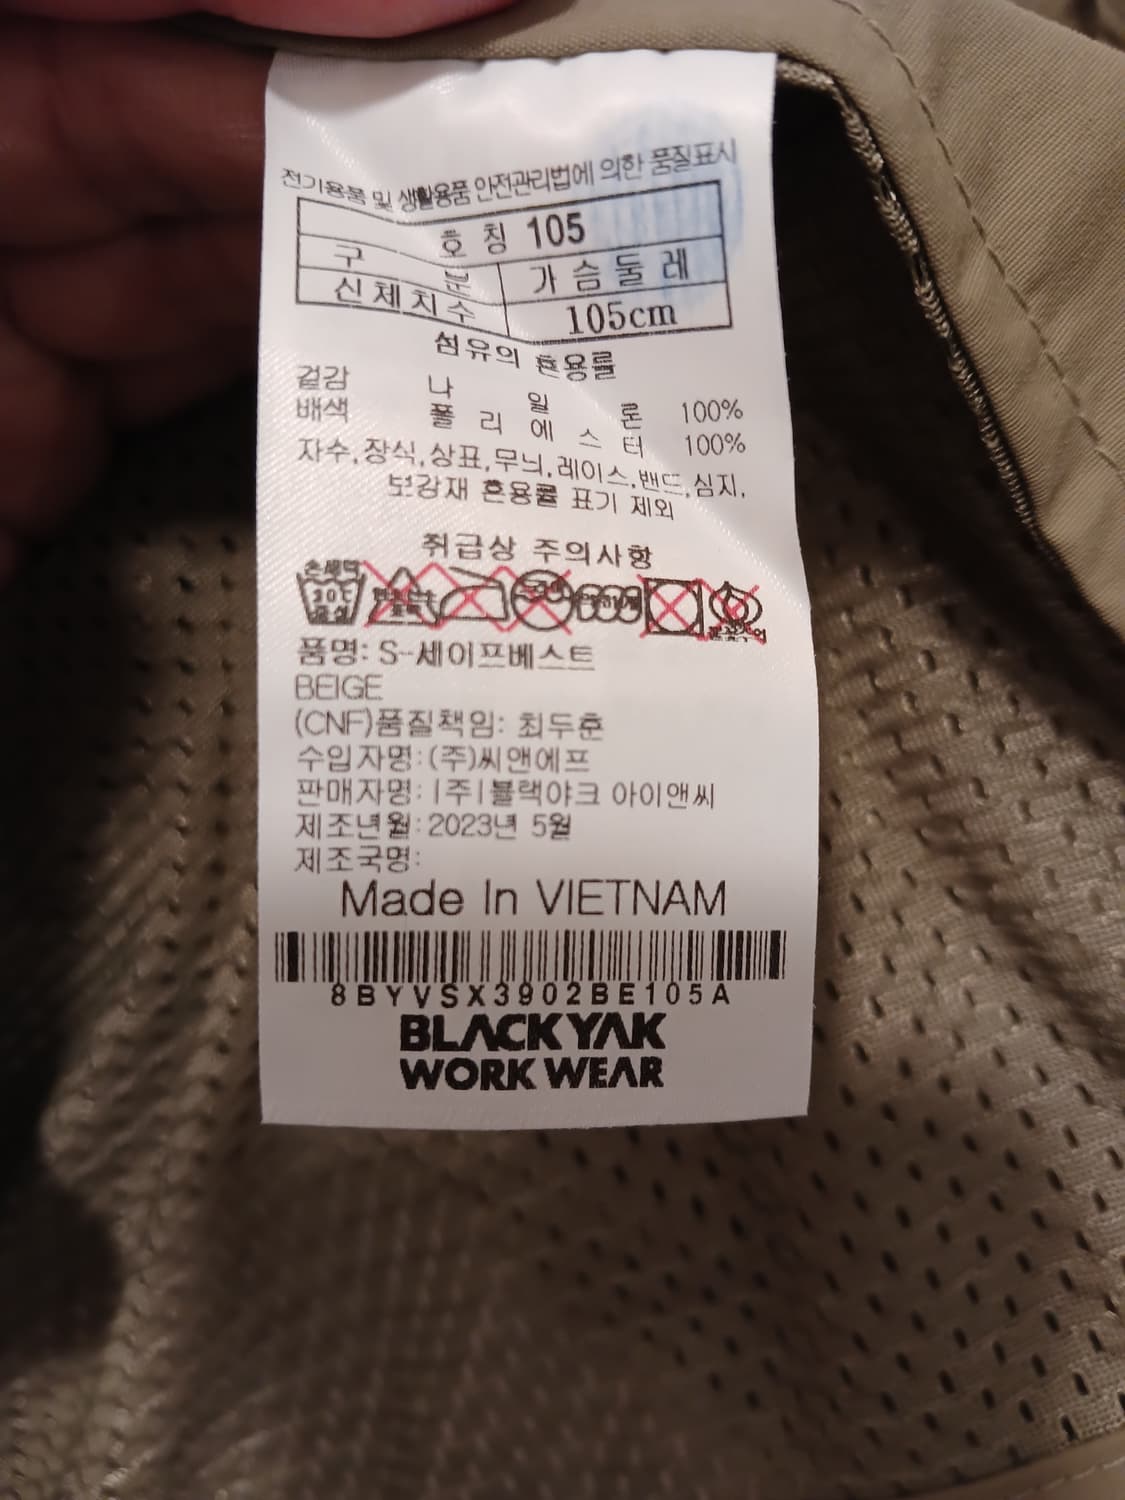 전기용품 및 생활용품 안전관리법에 의한 품질표시
호 칭 105
구 분 가 슴 둘 레
신체치수 105cm
섬유의 혼용률
겉감 나 일 론 100%
배색 폴 리 에 스 터 100%
자수,장식,상표,무늬,레이스,밴드,심지,
보강재 혼용률 표기 제외
취급상 주의사항
손세탁
30℃
중성
품명: S-세이프베스트
BEIGE
(CNF)품질책임: 최두춘
수입자명: (주)씨앤에프
판매자명: |주|블랙야크 아이앤씨
제조년월: 2023년 5월
제조국명:
Made In VIETNAM
8BYVSX3902BE105A
BLACKYAK
WORK WEAR